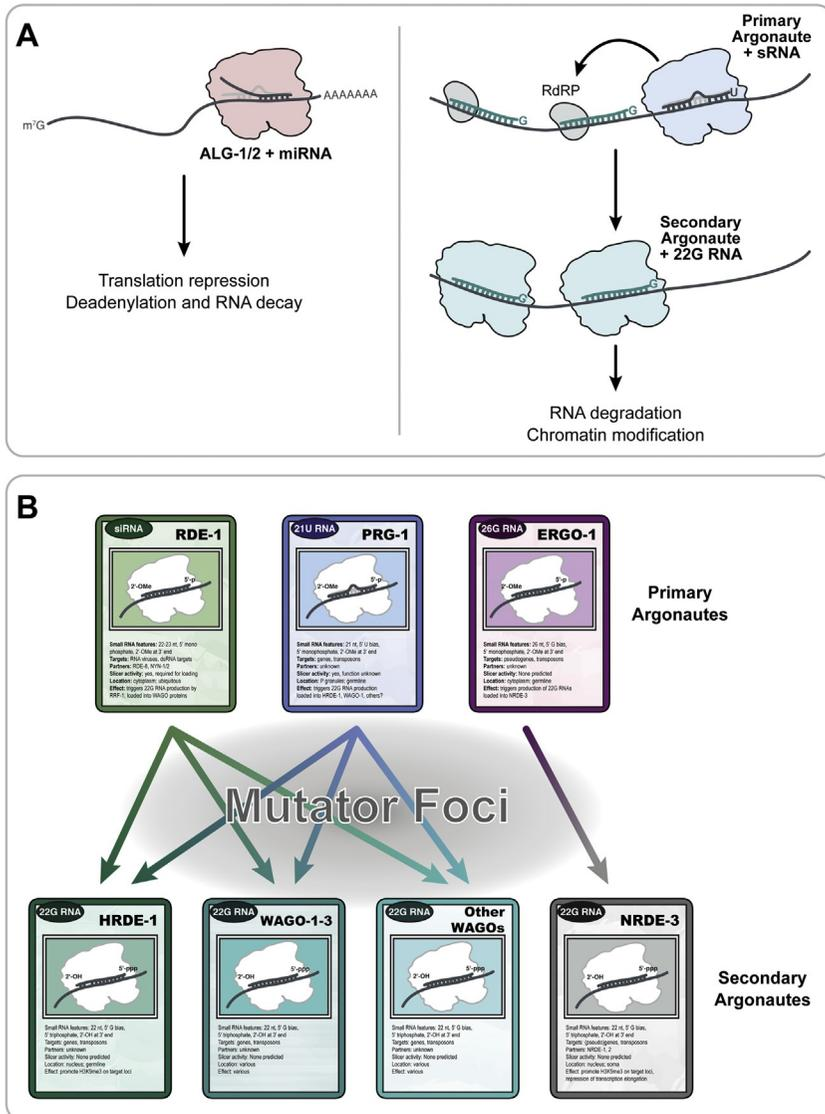 A
m⁷G
AAAAAAA
ALG-1/2 + miRNA
Translation repression
Deadenylation and RNA decay
Primary
Argonaute
+ sRNA
RdRP
G
G
U
Secondary
Argonaute
+ 22G RNA
G
G
RNA degradation
Chromatin modification
B
siRNA
RDE-1
2'-OMe
5'-p
Small RNA features: 22-23 nt, 5' mono
phosphate, 2'-OMe at 3' end
Targets: RNA viruses, dsRNA targets
Partners: RDE-8, NYN-1/2
Slicer activity: yes, required for loading
Location: cytoplasm; ubiquitous
Effect: triggers 22G RNA production by
RRF-1, loaded into WAGO proteins
21U RNA
PRG-1
2'-OMe
5'-p
Small RNA features: 21 nt, 5' U bias,
5' monophosphate, 2'-OMe at 3' end
Targets: genes, transposons
Partners: unknown
Slicer activity: yes, function unknown
Location: P granules; germline
Effect: triggers 22G RNA production
loaded into HRDE-1, WAGO-1, others?
26G RNA
ERGO-1
2'-OMe
5'-p
Small RNA features: 26 nt, 5' G bias,
5' monophosphate, 2'-OMe at 3' end
Targets: pseudogenes, transposons
Partners: unknown
Slicer activity: None predicted
Location: cytoplasm; germline
Effect: triggers production of 22G RNAs
loaded into NRDE-3
Primary
Argonautes
Mutator Foci
22G RNA
HRDE-1
2'-OH
5'-ppp
Small RNA features: 22 nt, 5' G bias,
5' triphosphate, 2'-OH at 3' end
Targets: genes, transposons
Partners: unknown
Slicer activity: None predicted
Location: nucleus; germline
Effect: promote H3K9me3 on target loci
22G RNA
WAGO-1-3
2'-OH
5'-ppp
Small RNA features: 22 nt, 5' G bias,
5' triphosphate, 2'-OH at 3' end
Targets: genes, transposons
Partners: unknown
Slicer activity: None predicted
Location: various
Effect: various
22G RNA
Other
WAGOs
2'-OH
5'-ppp
Small RNA features: 22 nt, 5' G bias,
5' triphosphate, 2'-OH at 3' end
Targets: genes, transposons
Partners: unknown
Slicer activity: None predicted
Location: various
Effect: various
22G RNA
NRDE-3
2'-OH
5'-ppp
Small RNA features: 22 nt, 5' G bias,
5' triphosphate, 2'-OH at 3' end
Targets: (pseudo)genes, transposons
Partners: NRDE-1, 2
Slicer activity: None predicted
Location: nucleus; soma
Effect: promote H3K9me3 on target loci,
repression of transcription elongation
Secondary
Argonautes